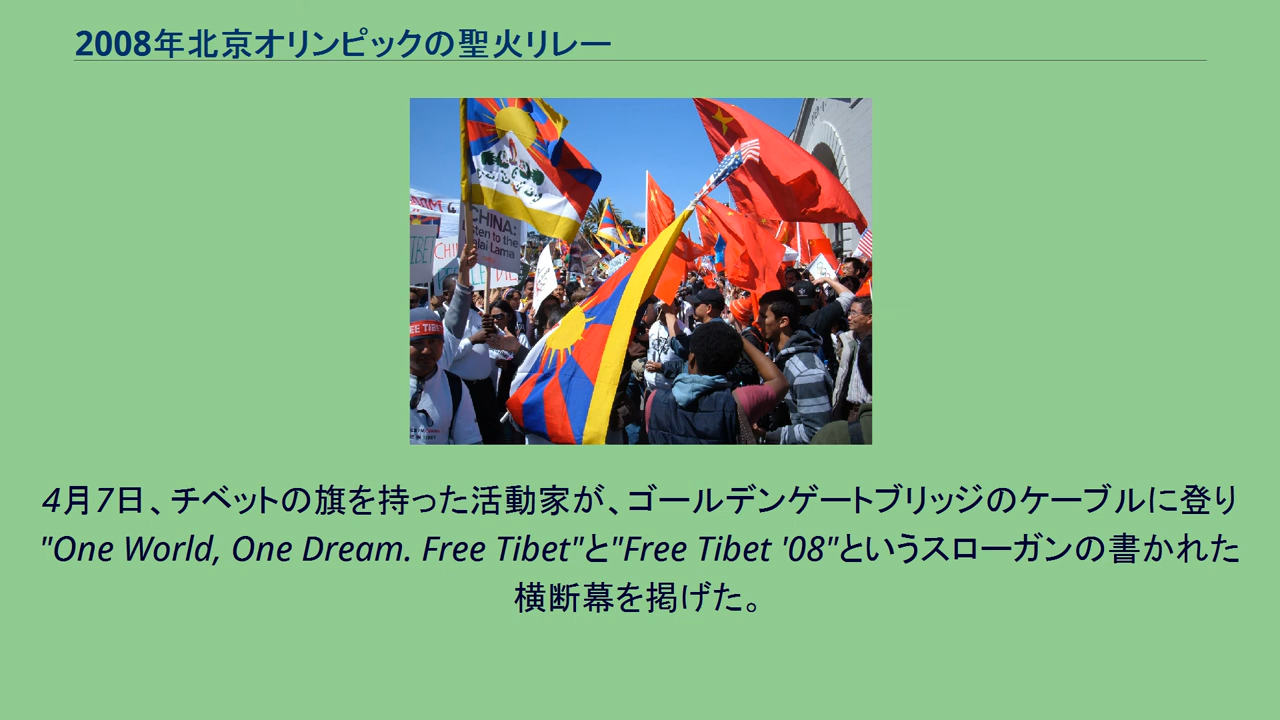 2008年北京オリンピックの聖火リレー
CHINA:
to the
Lama
4月7日、チベットの旗を持った活動家が、ゴールデンゲートブリッジのケーブルに登り
"One World, One Dream. Free Tibet"と"Free Tibet '08"というスローガンの書かれた
横断幕を掲げた。